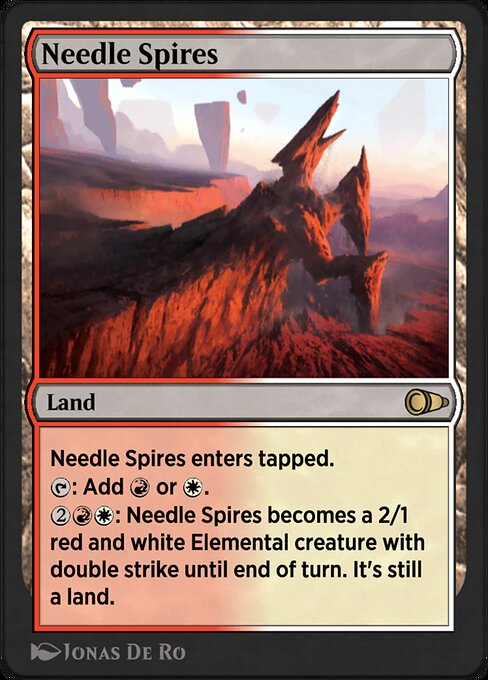 Needle Spires
Land
Needle Spires enters tapped.
: Add or .
2: Needle Spires becomes a 2/1
red and white Elemental creature with
double strike until end of turn. It's still
a land.
Jonas De Ro